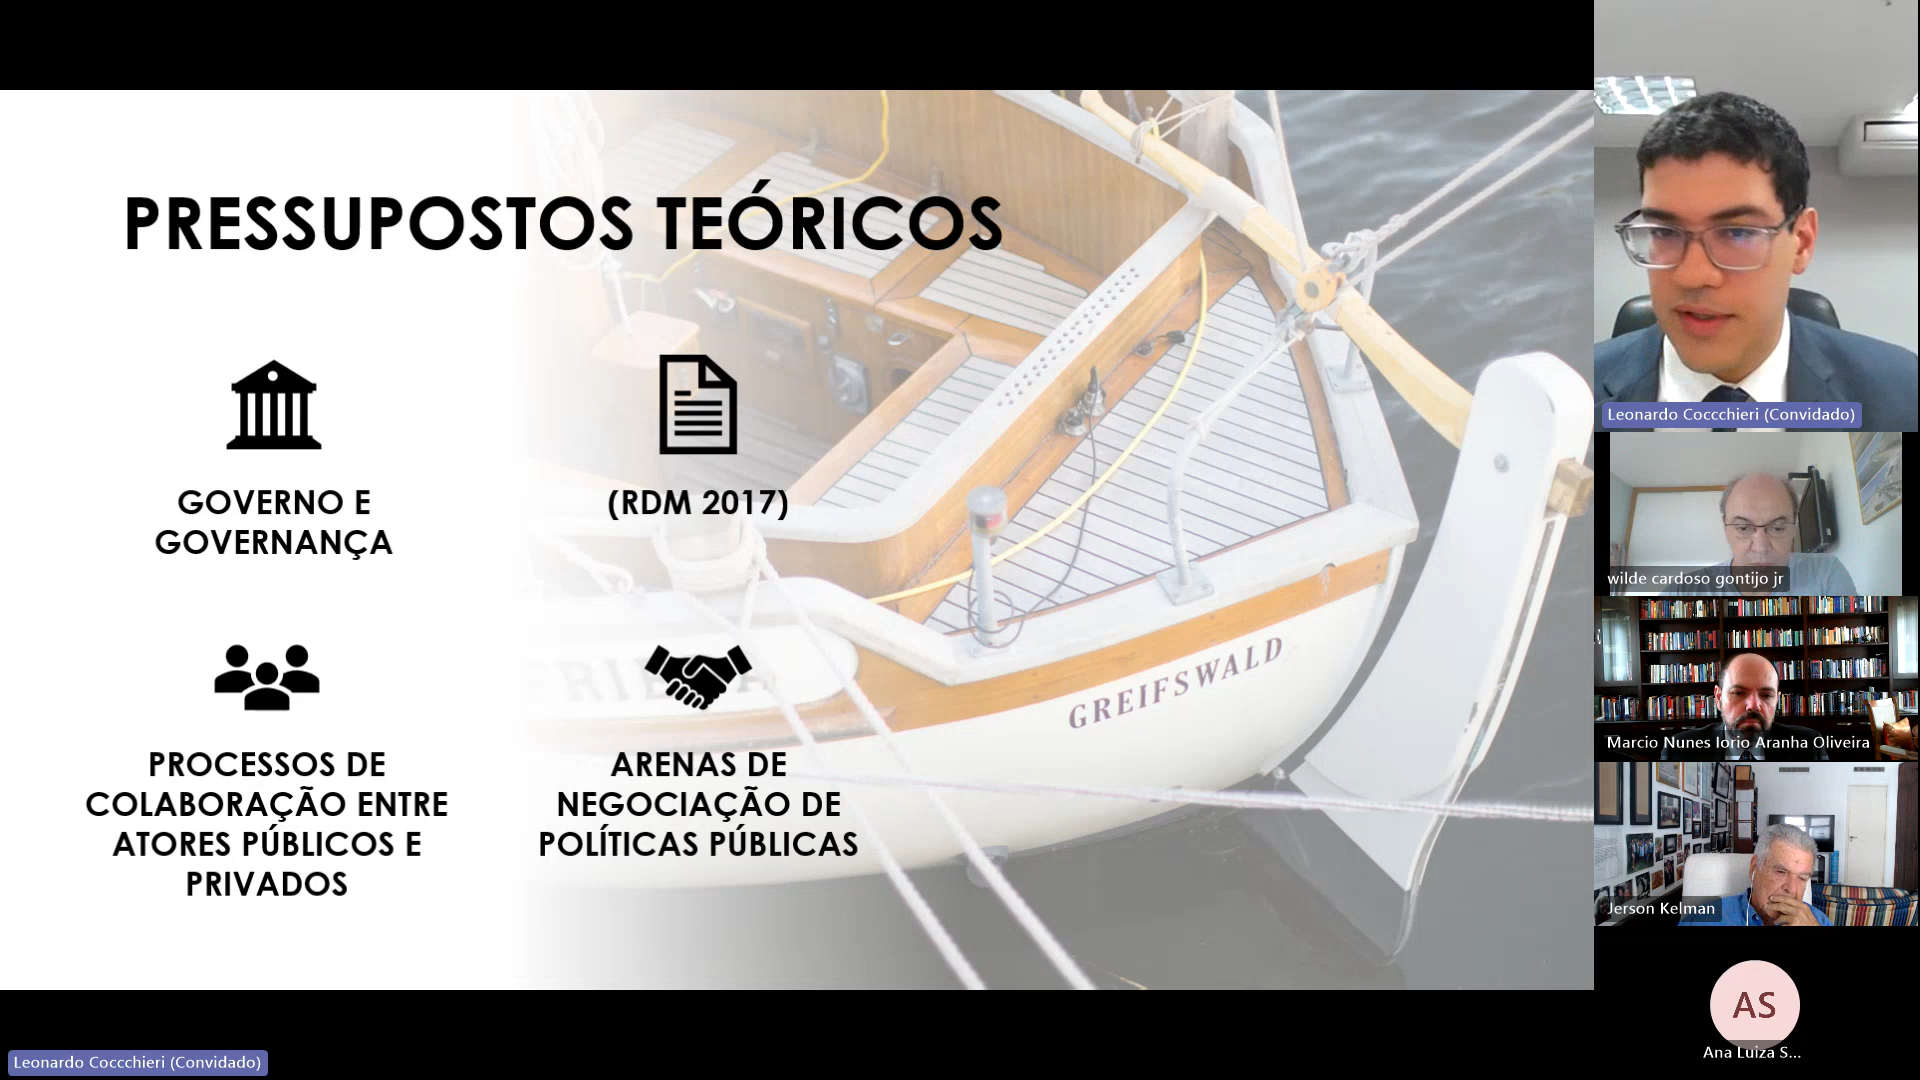 PRESSUPOSTOS TEÓRICOS
GOVERNO E
GOVERNANÇA
(RDM 2017)
PROCESSOS DE
COLABORAÇÃO ENTRE
ATORES PÚBLICOS E
PRIVADOS
ARENAS DE
NEGOCIAÇÃO DE
POLÍTICAS PÚBLICAS
GREIFSWALD
Leonardo Coccchieri (Convidado)
Leonardo Coccchieri (Convidado)
wilde cardoso gontijo jr
Marcio Nunes Iorio Aranha Oliveira
Jerson Kelman
AS
Ana Luiza S...